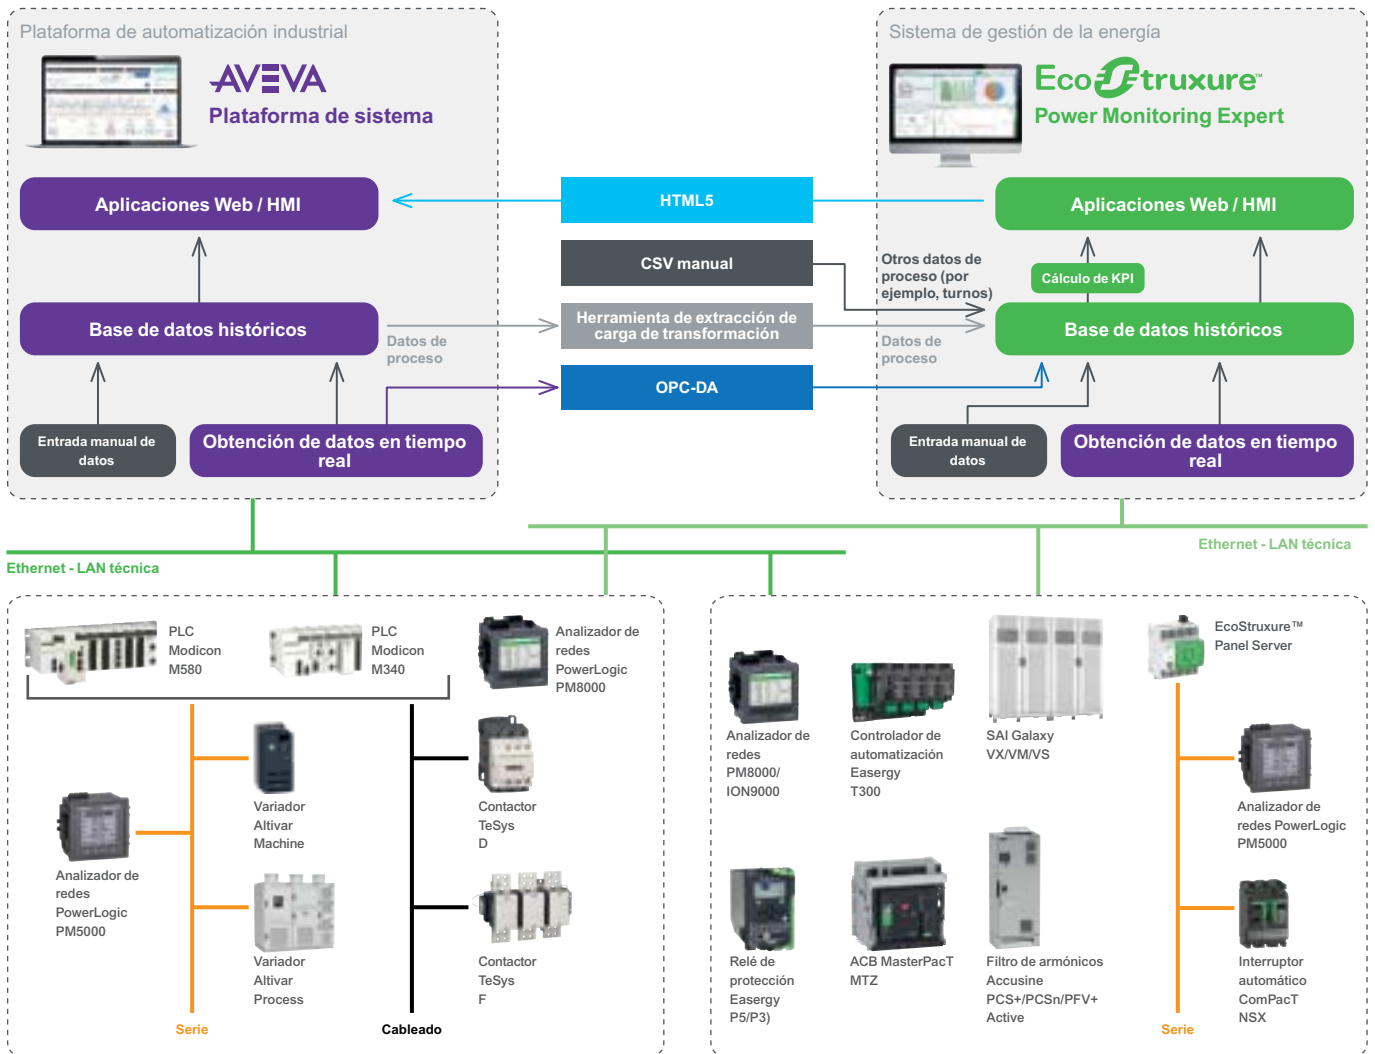 Plataforma de automatización industrial
AVEVA
Plataforma de sistema
Aplicaciones Web / HMI
Base de datos históricos
Datos de
proceso
Entrada manual de
datos
Obtención de datos en tiempo
real
HTML5
CSV manual
Herramienta de extracción de
carga de transformación
OPC-DA
Sistema de gestión de la energía
EcoStruxure™
Power Monitoring Expert
Aplicaciones Web / HMI
Otros datos de
proceso (por
ejemplo, turnos)
Cálculo de KPI
Base de datos históricos
Datos de
proceso
Entrada manual de
datos
Obtención de datos en tiempo
real
Ethernet - LAN técnica
Ethernet - LAN técnica
PLC
Modicon
M580
PLC
Modicon
M340
Analizador de
redes
PowerLogic
PM8000
Variador
Altivar
Machine
Contactor
TeSys
D
Analizador de
redes
PowerLogic
PM5000
Variador
Altivar
Process
Contactor
TeSys
F
Serie
Cableado
Analizador de
redes
PM8000/
ION9000
Controlador de
automatización
Easergy
T300
SAI Galaxy
VX/VM/VS
EcoStruxure™
Panel Server
Analizador de
redes PowerLogic
PM5000
Relé de
protección
Easergy
P5/P3)
ACB MasterPacT
MTZ
Filtro de armónicos
Accusine
PCS+/PCSn/PFV+
Active
Interruptor
automático
ComPacT
NSX
Serie